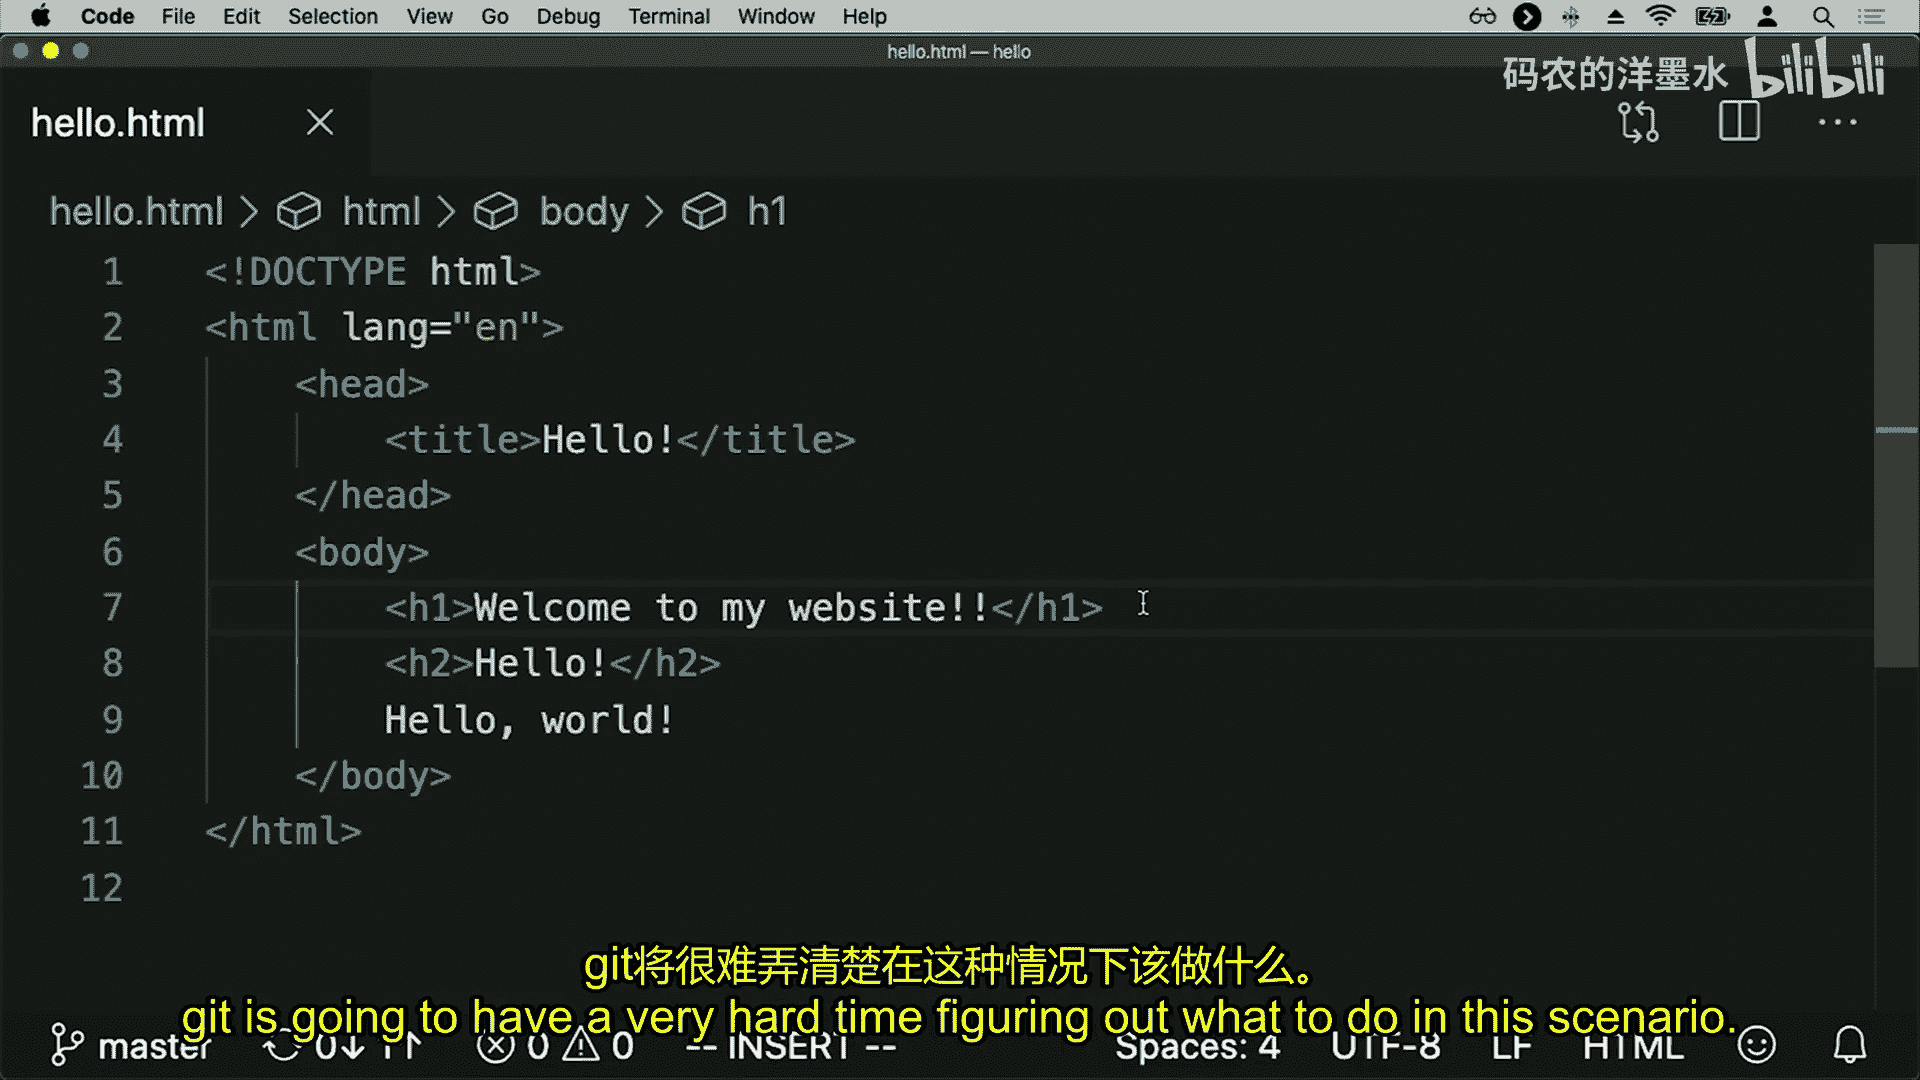 Code File Edit Selection View Go Debug Terminal Window Help
hello.html — hello
码农的洋墨水 bilibili
hello.html
hello.html > html > body > h1
1 <!DOCTYPE html>
2 <html lang="en">
3 <head>
4 <title>Hello!</title>
5 </head>
6 <body>
7 <h1>Welcome to my website!!</h1>
8 <h2>Hello!</h2>
9 Hello, world!
10 </body>
11 </html>
12
git将很难弄清楚在这种情况下该做什么。
git is going to have a very hard time figuring out what to do in this scenario.
master 0↓ 1↑ 0 0 -- INSERT -- Spaces: 4 UTF-8 LF HTML